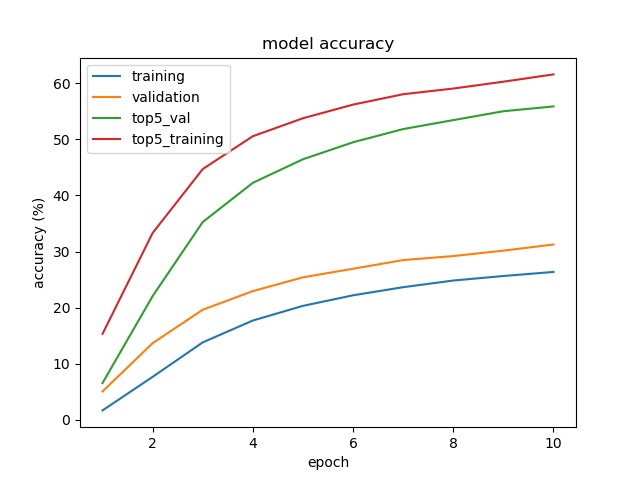 model accuracy
training
validation
top5_val
top5_training
accuracy (%)
60
50
40
30
20
10
0
2 4 6 8 10
epoch